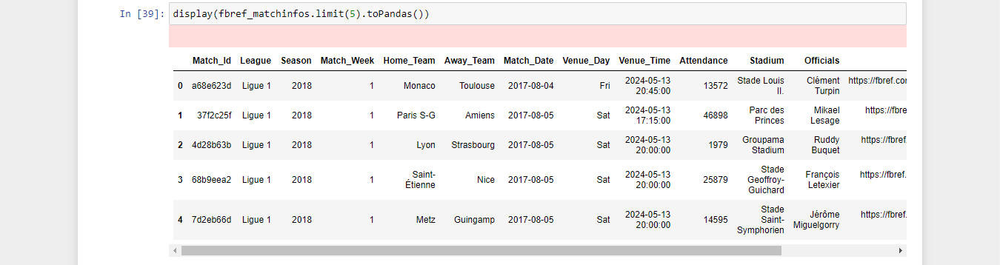 In [39]: display(fbref_matchinfos.limit(5).toPandas())
Match_Id League Season Match_Week Home_Team Away_Team Match_Date Venue_Day Venue_Time Attendance Stadium Officials
0 a68e623d Ligue 1 2018 1 Monaco Toulouse 2017-08-04 Fri 2024-05-13 20:45:00 13572 Stade Louis II. Clément Turpin https://fbref.cor
1 37f2c25f Ligue 1 2018 1 Paris S-G Amiens 2017-08-05 Sat 2024-05-13 17:15:00 46898 Parc des Princes Mikael Lesage https://fbre
2 4d28b63b Ligue 1 2018 1 Lyon Strasbourg 2017-08-05 Sat 2024-05-13 20:00:00 1979 Groupama Stadium Ruddy Buquet https://fbref.
3 68b9eea2 Ligue 1 2018 1 Saint-Étienne Nice 2017-08-05 Sat 2024-05-13 20:00:00 25879 Stade Geoffroy-Guichard François Letexier https://fbref.
4 7d2eb66d Ligue 1 2018 1 Metz Guingamp 2017-08-05 Sat 2024-05-13 20:00:00 14595 Stade Saint-Symphorien Jérôme Miguelgorry https://fbref.